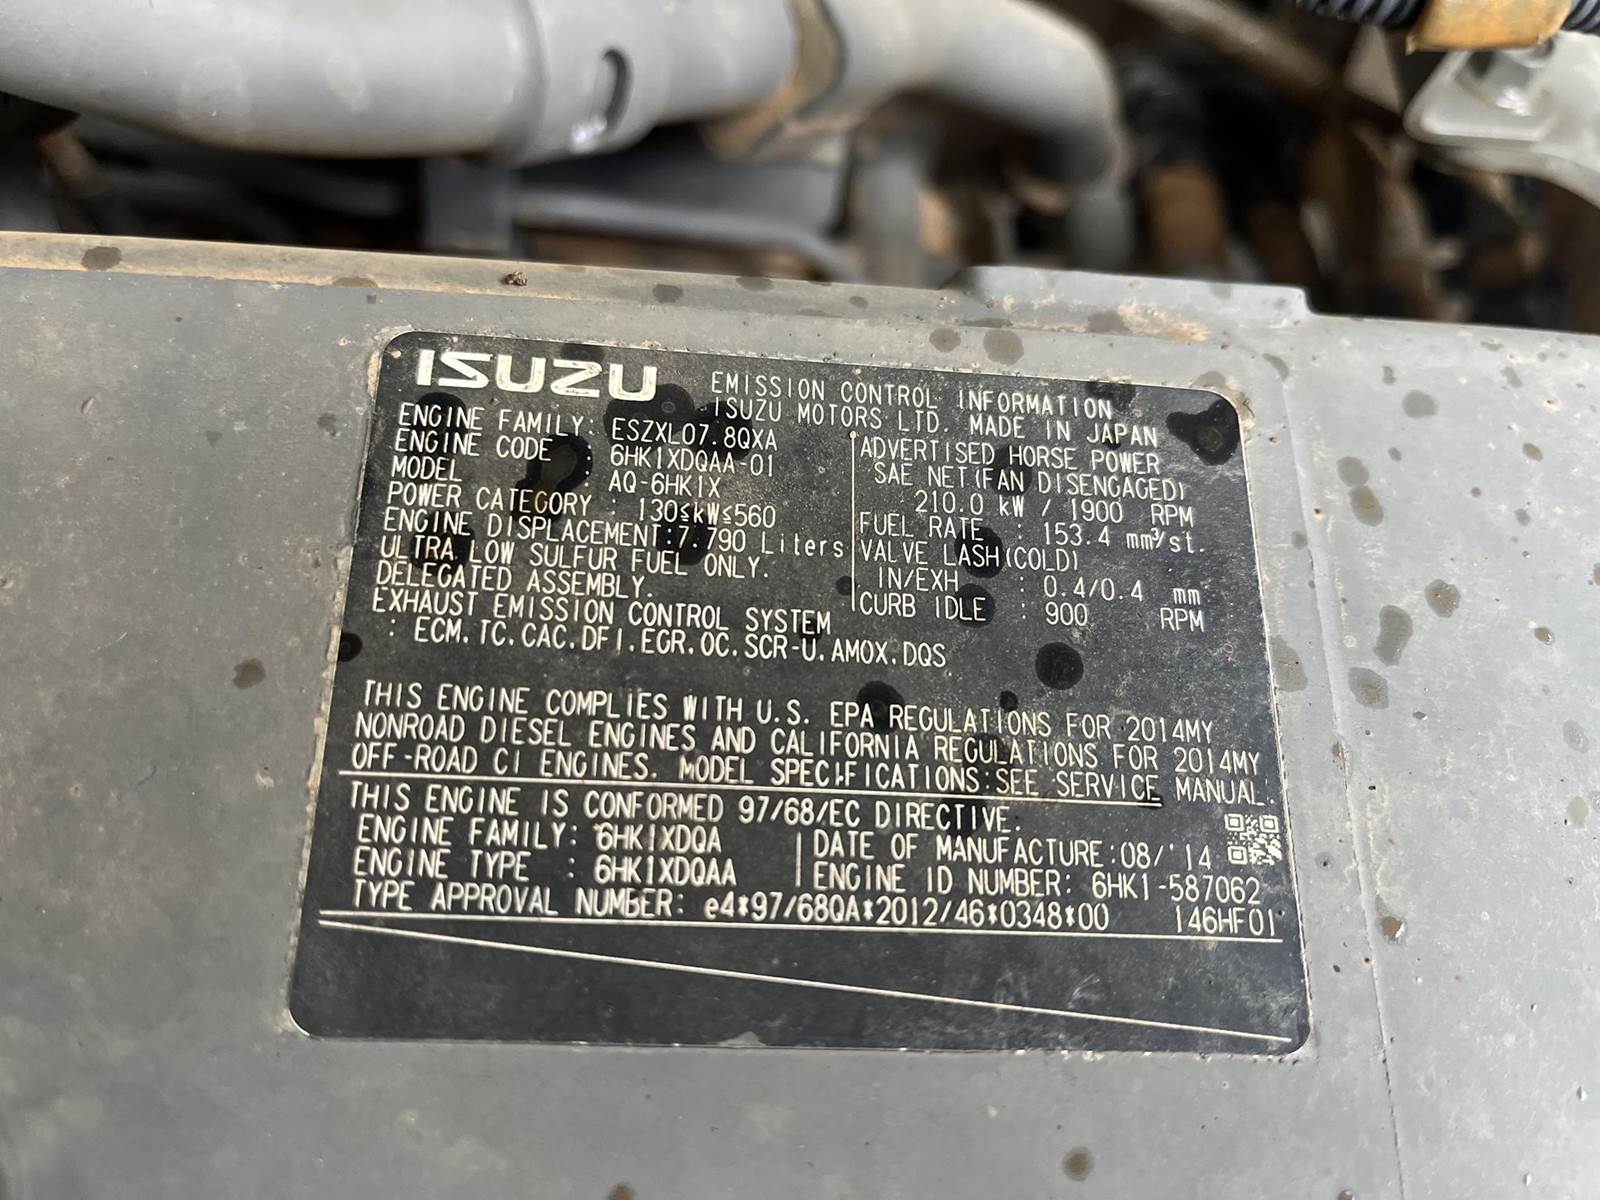 ISUZU
EMISSION CONTROL INFORMATION
ISUZU MOTORS LTD. MADE IN JAPAN
ENGINE FAMILY: ESZXL07.8QXA
ENGINE CODE : 6HK1XDQAA-01
MODEL : AQ-6HK1X
POWER CATEGORY : 130≤kW≤560
ENGINE DISPLACEMENT:7.790 Liters
ULTRA LOW SULFUR FUEL ONLY.
DELEGATED ASSEMBLY.
EXHAUST EMISSION CONTROL SYSTEM
: ECM.TC.CAC.DFI.EGR.OC.SCR-U.AMOX.DQS
ADVERTISED HORSE POWER
SAE NET(FAN DISENGAGED)
210.0 kW / 1900 RPM
FUEL RATE : 153.4 mm³/st.
VALVE LASH(COLD)
IN/EXH : 0.4/0.4 mm
CURB IDLE : 900 RPM
THIS ENGINE COMPLIES WITH U.S. EPA REGULATIONS FOR 2014MY
NONROAD DIESEL ENGINES AND CALIFORNIA REGULATIONS FOR 2014MY
OFF-ROAD CI ENGINES. MODEL SPECIFICATIONS:SEE SERVICE MANUAL.
THIS ENGINE IS CONFORMED 97/68/EC DIRECTIVE.
ENGINE FAMILY: 6HK1XDQA
ENGINE TYPE : 6HK1XDQAA
DATE OF MANUFACTURE:08/'14
ENGINE ID NUMBER: 6HK1-587062
TYPE APPROVAL NUMBER: e4*97/68QA*2012/46*0348*00 146HF01